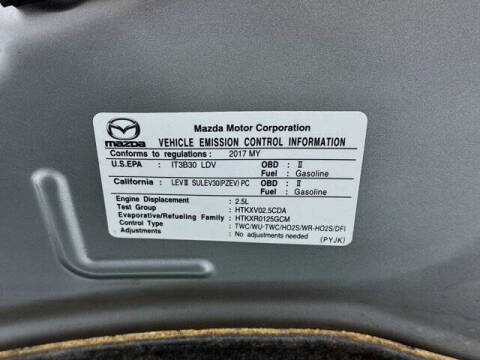 Mazda Motor Corporation
mazda VEHICLE EMISSION CONTROL INFORMATION
Conforms to regulations : 2017 MY
U.S.EPA : IT3B30 LDV OBD : II
Fuel : Gasoline
California : LEVⅢ SULEV30(PZEV) PC OBD : II
Fuel : Gasoline
Engine Displacement : 2.5L
Test Group : HTKXV02.5CDA
Evaporative/Refueling Family : HTKXR0125GCM
Control Type : TWC/WU-TWC/HO2S/WR-HO2S/DFI
Adjustments : No adjustments needed (PYJK)